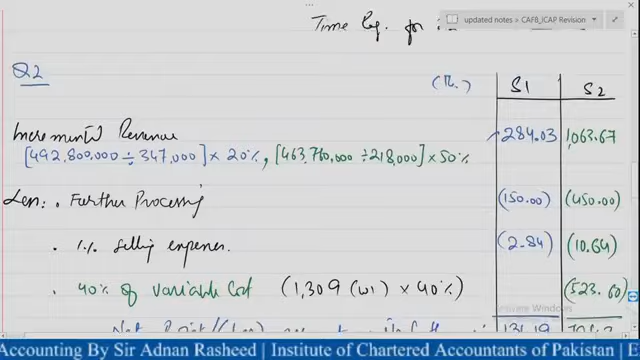 Time Rq. for
updated notes » CAFB_ICAP Revision
Q2
(Rs.) S1 S2
Incremental Revenue 284.03 1,063.67
[492,800,000 ÷ 347,000] × 20%, [463,760,000 ÷ 218,000] × 50%
Less: • Further Processing (150.00) (450.00)
• 1% Selling expenses. (2.84) (10.64)
• 40% of variable Cost (1,309 (W1) × 40%) (523.60)
Accounting By Sir Adnan Rasheed | Institute of Chartered Accountants of Pakistan |